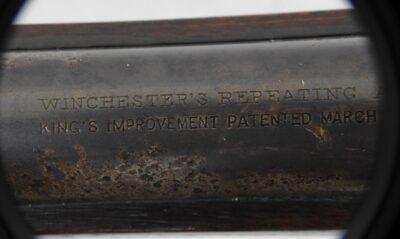 WINCHESTER'S REPEATING
KING'S IMPROVEMENT PATENTED MARCH